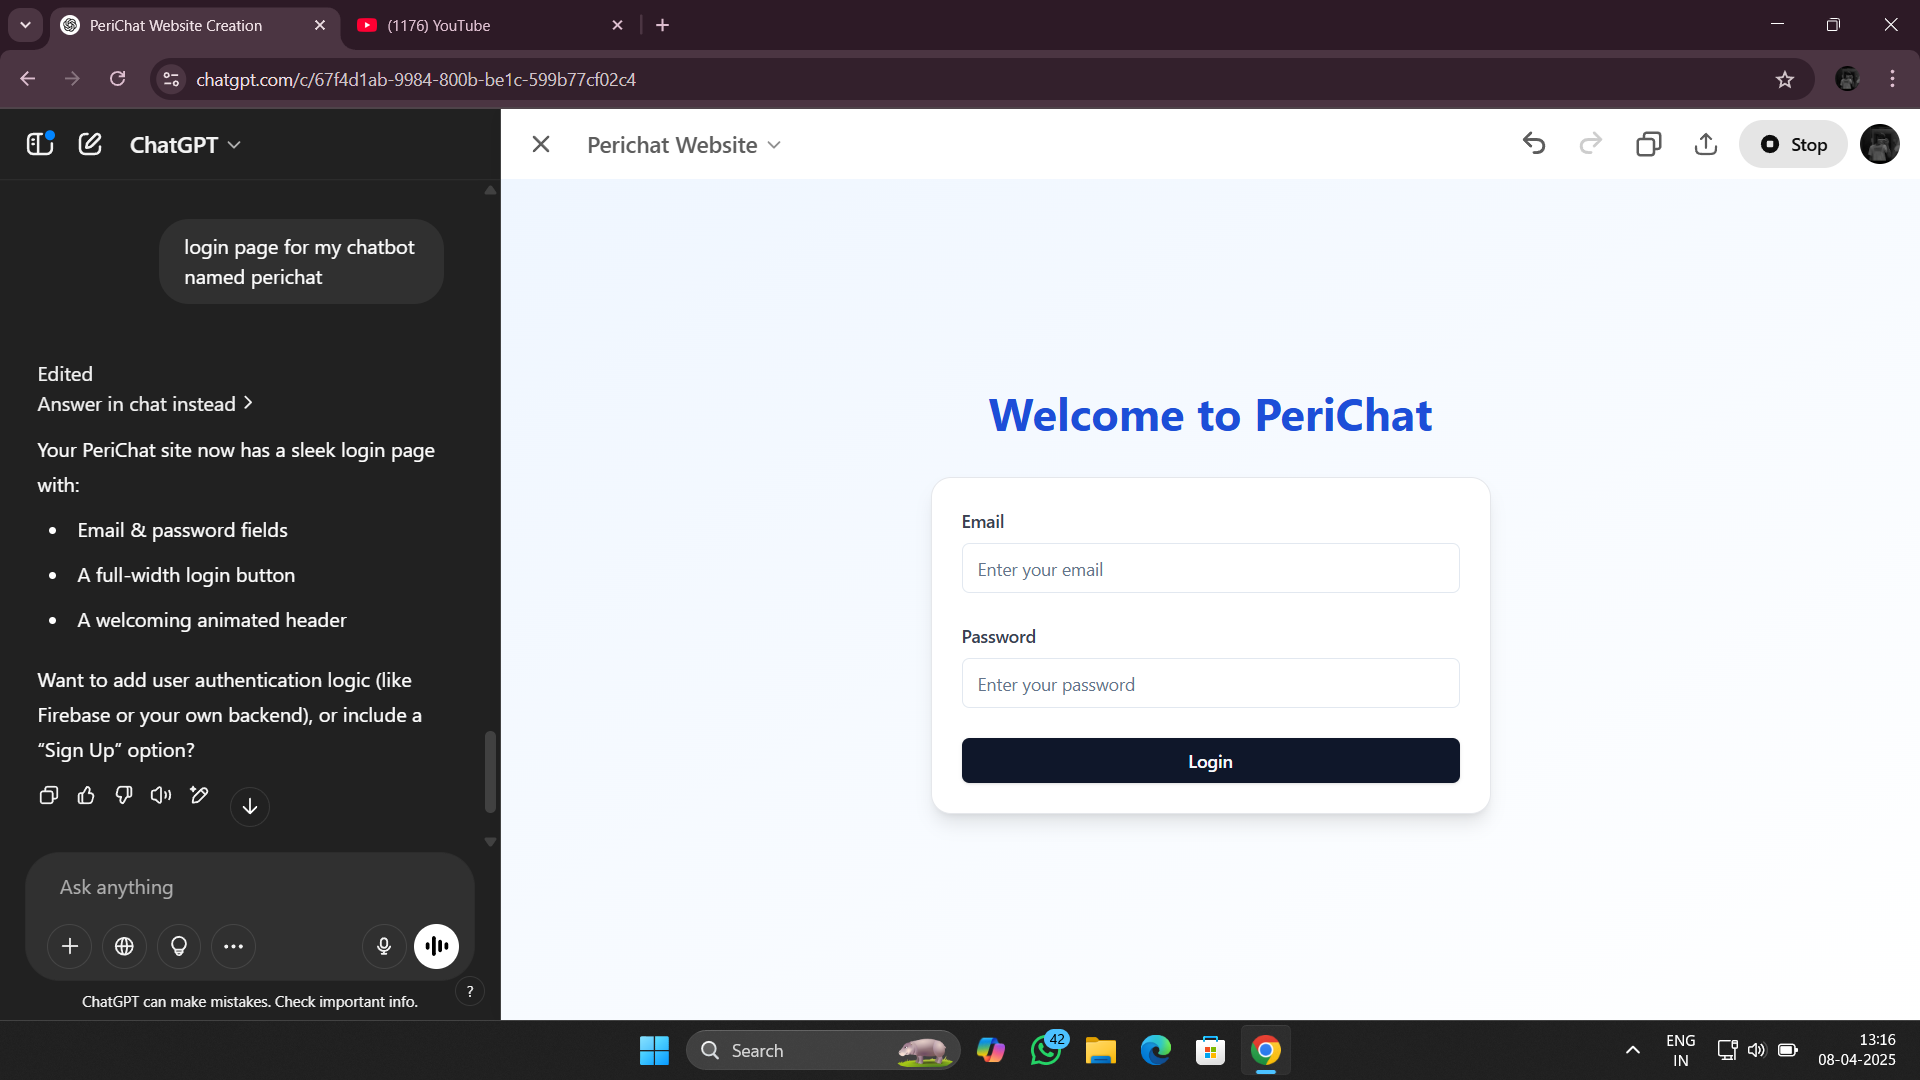 PeriChat Website Creation
(1176) YouTube
chatgpt.com/c/67f4d1ab-9984-800b-be1c-599b77cf02c4
ChatGPT
login page for my chatbot
named perichat
Edited
Answer in chat instead
Your PeriChat site now has a sleek login page
with:
• Email & password fields
• A full-width login button
• A welcoming animated header
Want to add user authentication logic (like
Firebase or your own backend), or include a
“Sign Up” option?
Ask anything
ChatGPT can make mistakes. Check important info.
?
Perichat Website
Stop
Welcome to PeriChat
Email
Enter your email
Password
Enter your password
Login
Search
42
ENG
IN
13:16
08-04-2025